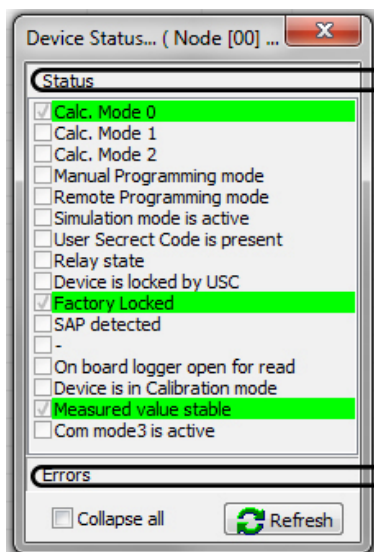 Device Status... ( Node [00] ...
Status
Calc. Mode 0
Calc. Mode 1
Calc. Mode 2
Manual Programming mode
Remote Programming mode
Simulation mode is active
User Secrect Code is present
Relay state
Device is locked by USC
Factory Locked
SAP detected
-
On board logger open for read
Device is in Calibration mode
Measured value stable
Com mode3 is active
Errors
Collapse all
Refresh